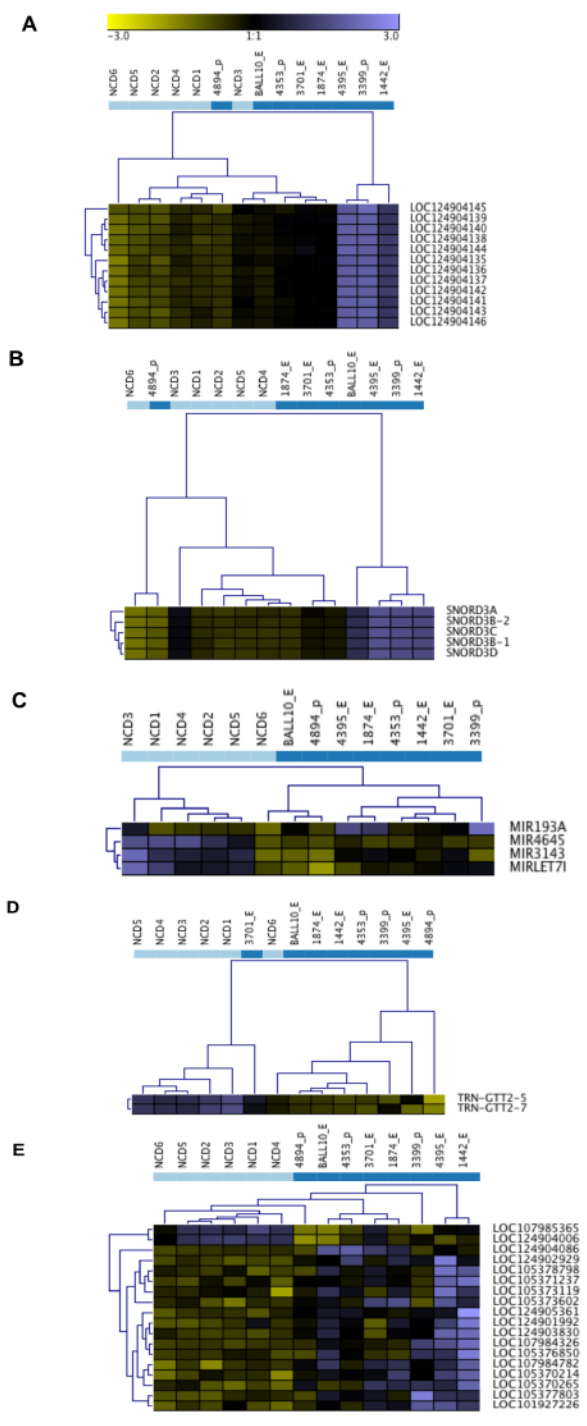 A
−3.0 1:1 3.0
NCD6 NCD5 NCD2 NCD4 NCD1 4894_p NCD3 BALL10_E 4353_p 3701_E 1874_E 4395_E 3399_p 1442_E
LOC124904145
LOC124904139
LOC124904140
LOC124904138
LOC124904144
LOC124904135
LOC124904136
LOC124904137
LOC124904142
LOC124904141
LOC124904143
LOC124904146
B
NCD6 4894_p NCD3 NCD1 NCD2 NCD5 NCD4 1874_E 3701_E 4353_p BALL10_E 4395_E 3399_p 1442_E
SNORD3A
SNORD3B-2
SNORD3C
SNORD3B-1
SNORD3D
C
NCD3 NCD1 NCD4 NCD2 NCD5 NCD6 BALL10_E 4894_p 4395_E 1874_E 4353_p 1442_E 3701_E 3399_p
MIR193A
MIR4645
MIR3143
MIRLET7I
D
NCD5 NCD4 NCD3 NCD2 NCD1 3701_E NCD6 BALL10_E 1874_E 1442_E 4353_p 3399_p 4395_E 4894_p
TRN-GTT2-5
TRN-GTT2-7
E
NCD6 NCD5 NCD2 NCD3 NCD1 NCD4 4894_p BALL10_E 4353_p 3701_E 1874_E 3399_p 4395_E 1442_E
LOC107985365
LOC124904006
LOC124904086
LOC124902929
LOC105378798
LOC105371237
LOC105373119
LOC105373602
LOC124905361
LOC124901992
LOC124903830
LOC107984326
LOC105376850
LOC107984782
LOC105370214
LOC105370265
LOC105377803
LOC101927226